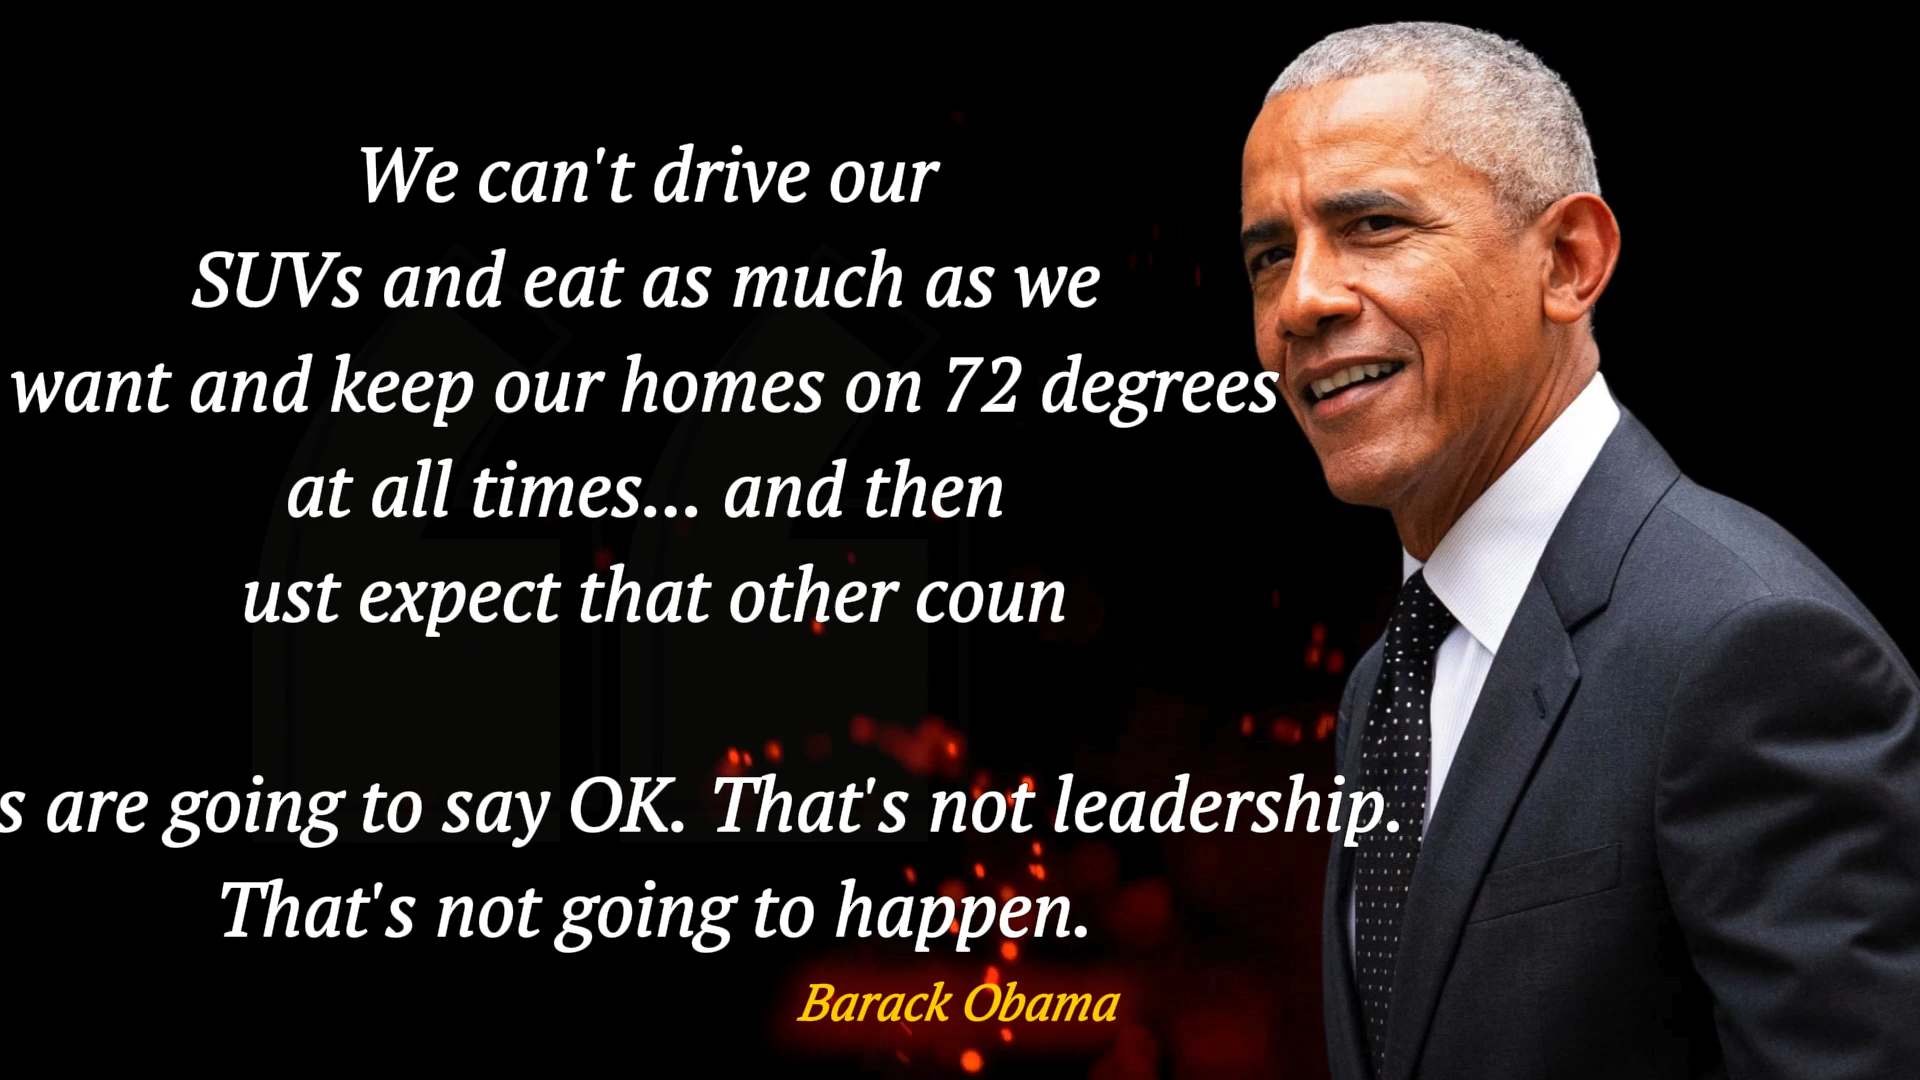 We can't drive our
SUVs and eat as much as we
want and keep our homes on 72 degrees
at all times... and then
ust expect that other coun
s are going to say OK. That's not leadership.
That's not going to happen.
Barack Obama